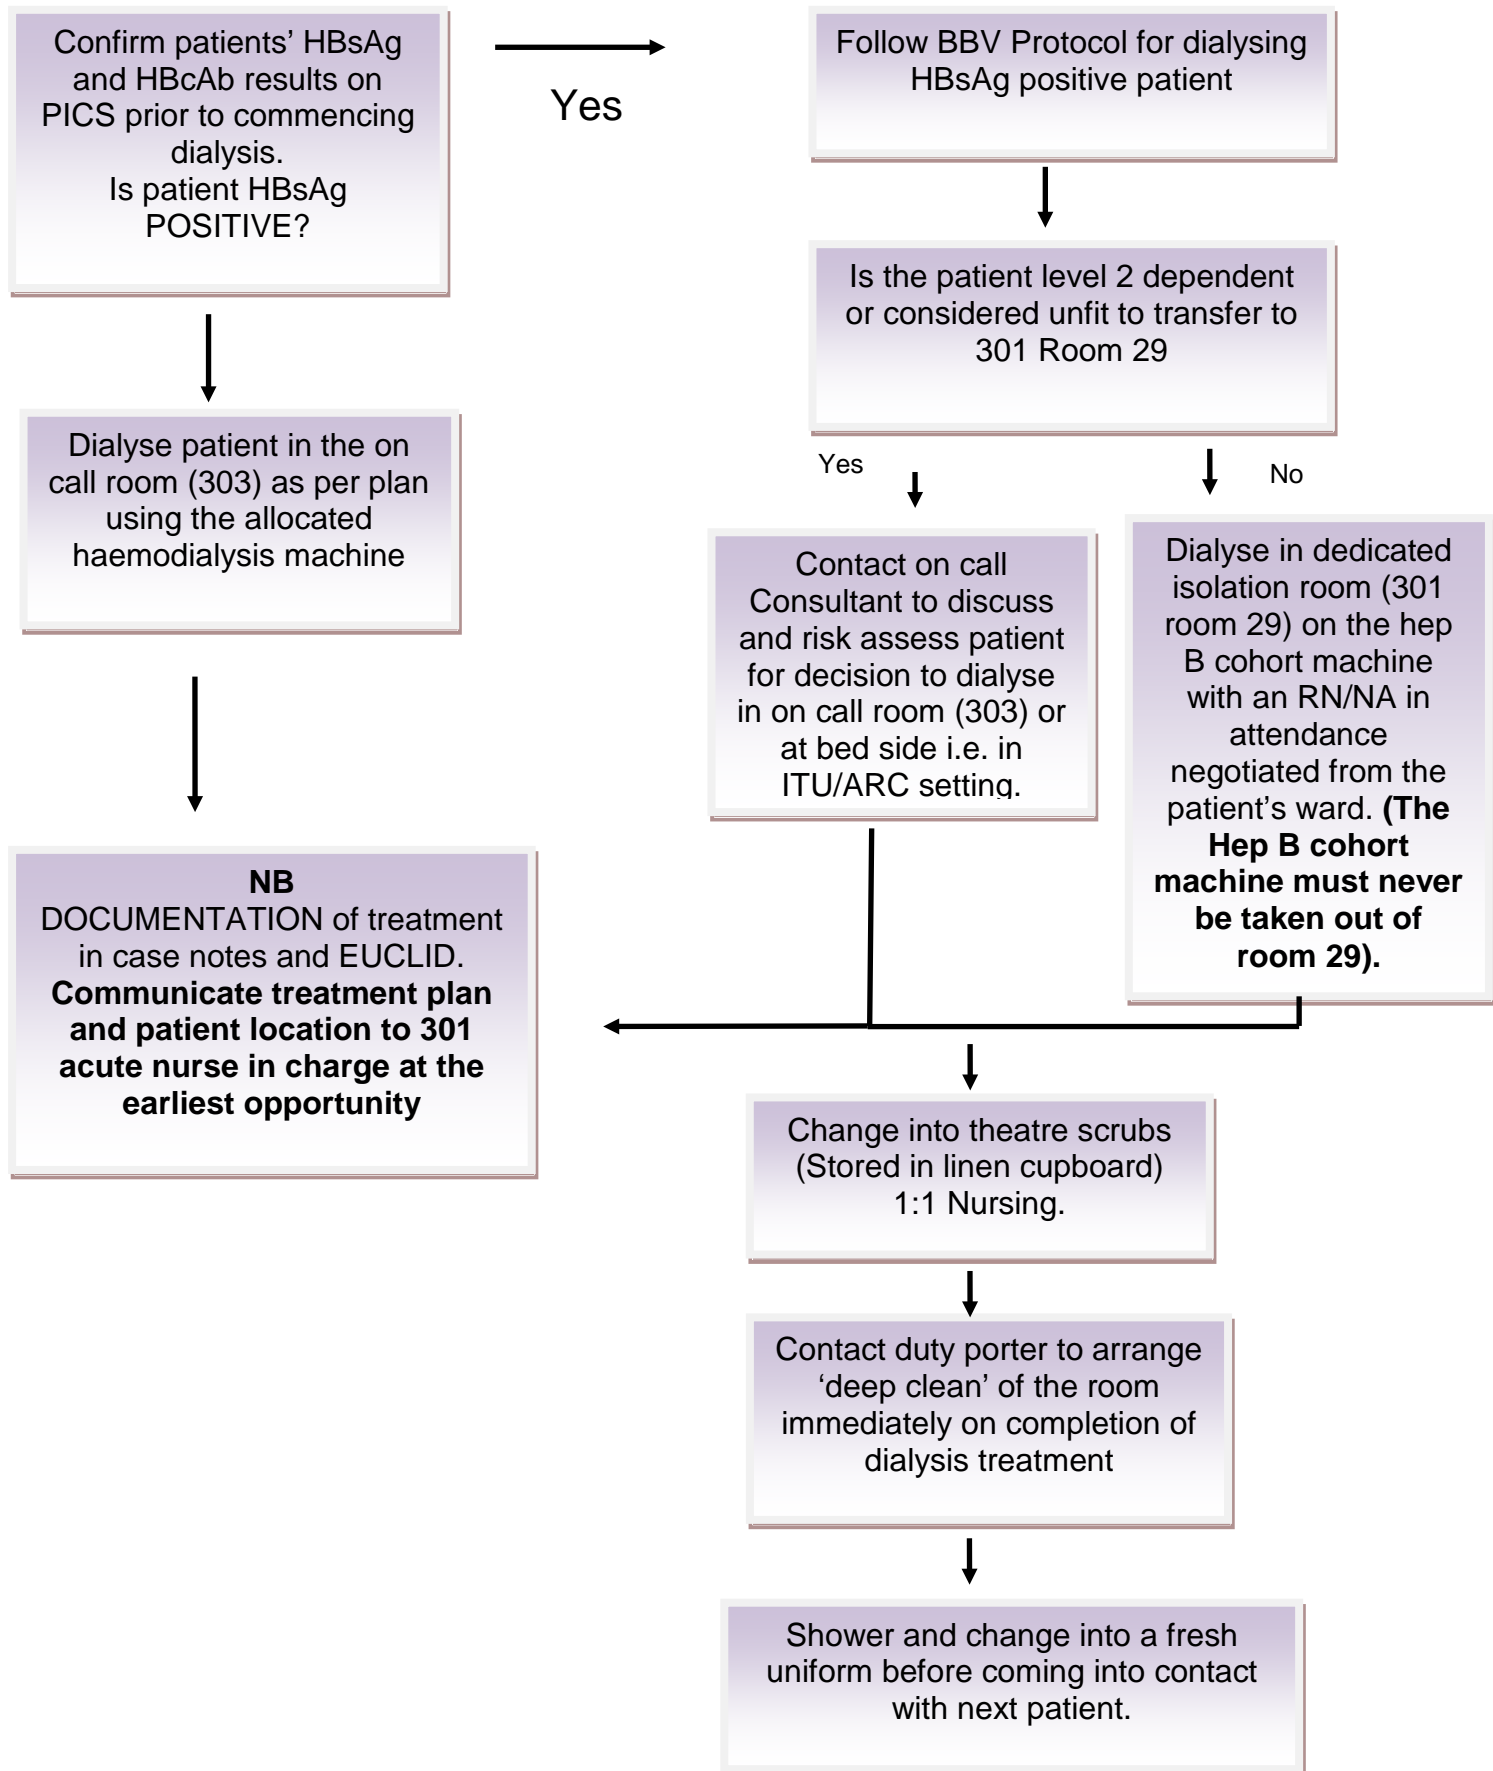 Confirm patients’ HBsAg
and HBcAb results on
PICS prior to commencing
dialysis.
Is patient HBsAg
POSITIVE?
Yes
Follow BBV Protocol for dialysing
HBsAg positive patient
Is the patient level 2 dependent
or considered unfit to transfer to
301 Room 29
Dialyse patient in the on
call room (303) as per plan
using the allocated
haemodialysis machine
Yes
No
Contact on call
Consultant to discuss
and risk assess patient
for decision to dialyse
in on call room (303) or
at bed side i.e. in
ITU/ARC setting.
Dialyse in dedicated
isolation room (301
room 29) on the hep
B cohort machine
with an RN/NA in
attendance
negotiated from the
patient’s ward. (The
Hep B cohort
machine must never
be taken out of
room 29).
NB
DOCUMENTATION of treatment
in case notes and EUCLID.
Communicate treatment plan
and patient location to 301
acute nurse in charge at the
earliest opportunity
Change into theatre scrubs
(Stored in linen cupboard)
1:1 Nursing.
Contact duty porter to arrange
‘deep clean’ of the room
immediately on completion of
dialysis treatment
Shower and change into a fresh
uniform before coming into contact
with next patient.